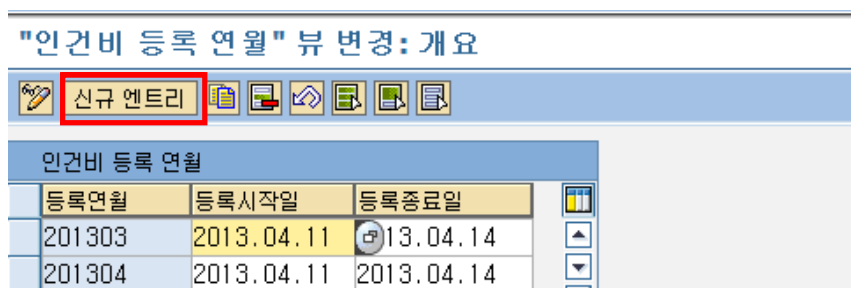 "인건비 등록 연월" 뷰 변경: 개요
신규 엔트리
인건비 등록 연월
등록연월 등록시작일 등록종료일
201303 2013.04.11 13.04.14
201304 2013.04.11 2013.04.14